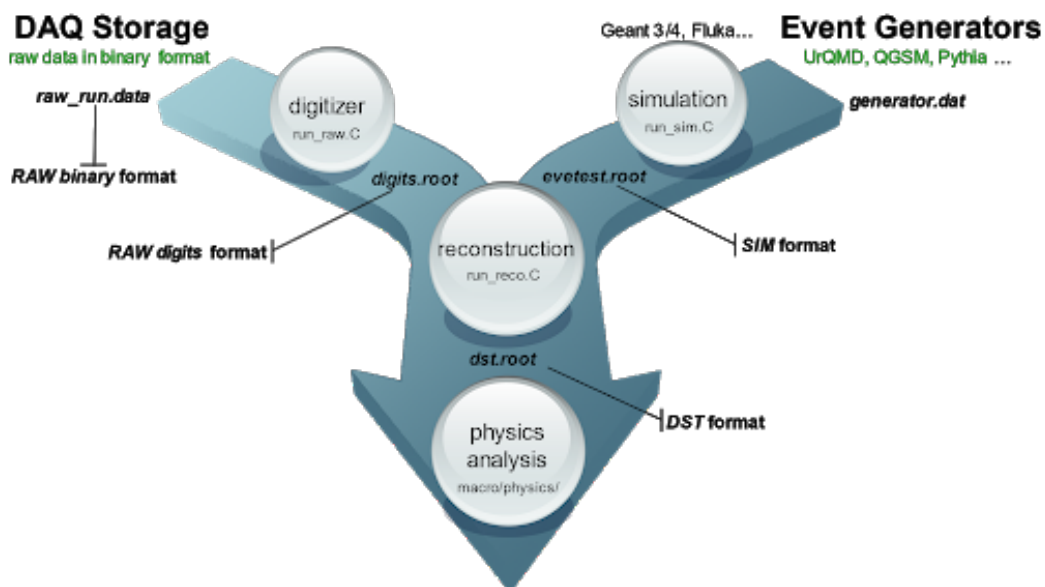 DAQ Storage
raw data in binary format
raw_run.data
RAW binary format
digitizer
run_raw.C
digits.root
RAW digits format
Geant 3/4, Fluka...
Event Generators
UrQMD, QGSM, Pythia ...
simulation
run_sim.C
generator.dat
evetest.root
SIM format
reconstruction
run_reco.C
dst.root
DST format
physics
analysis
macro/physics/